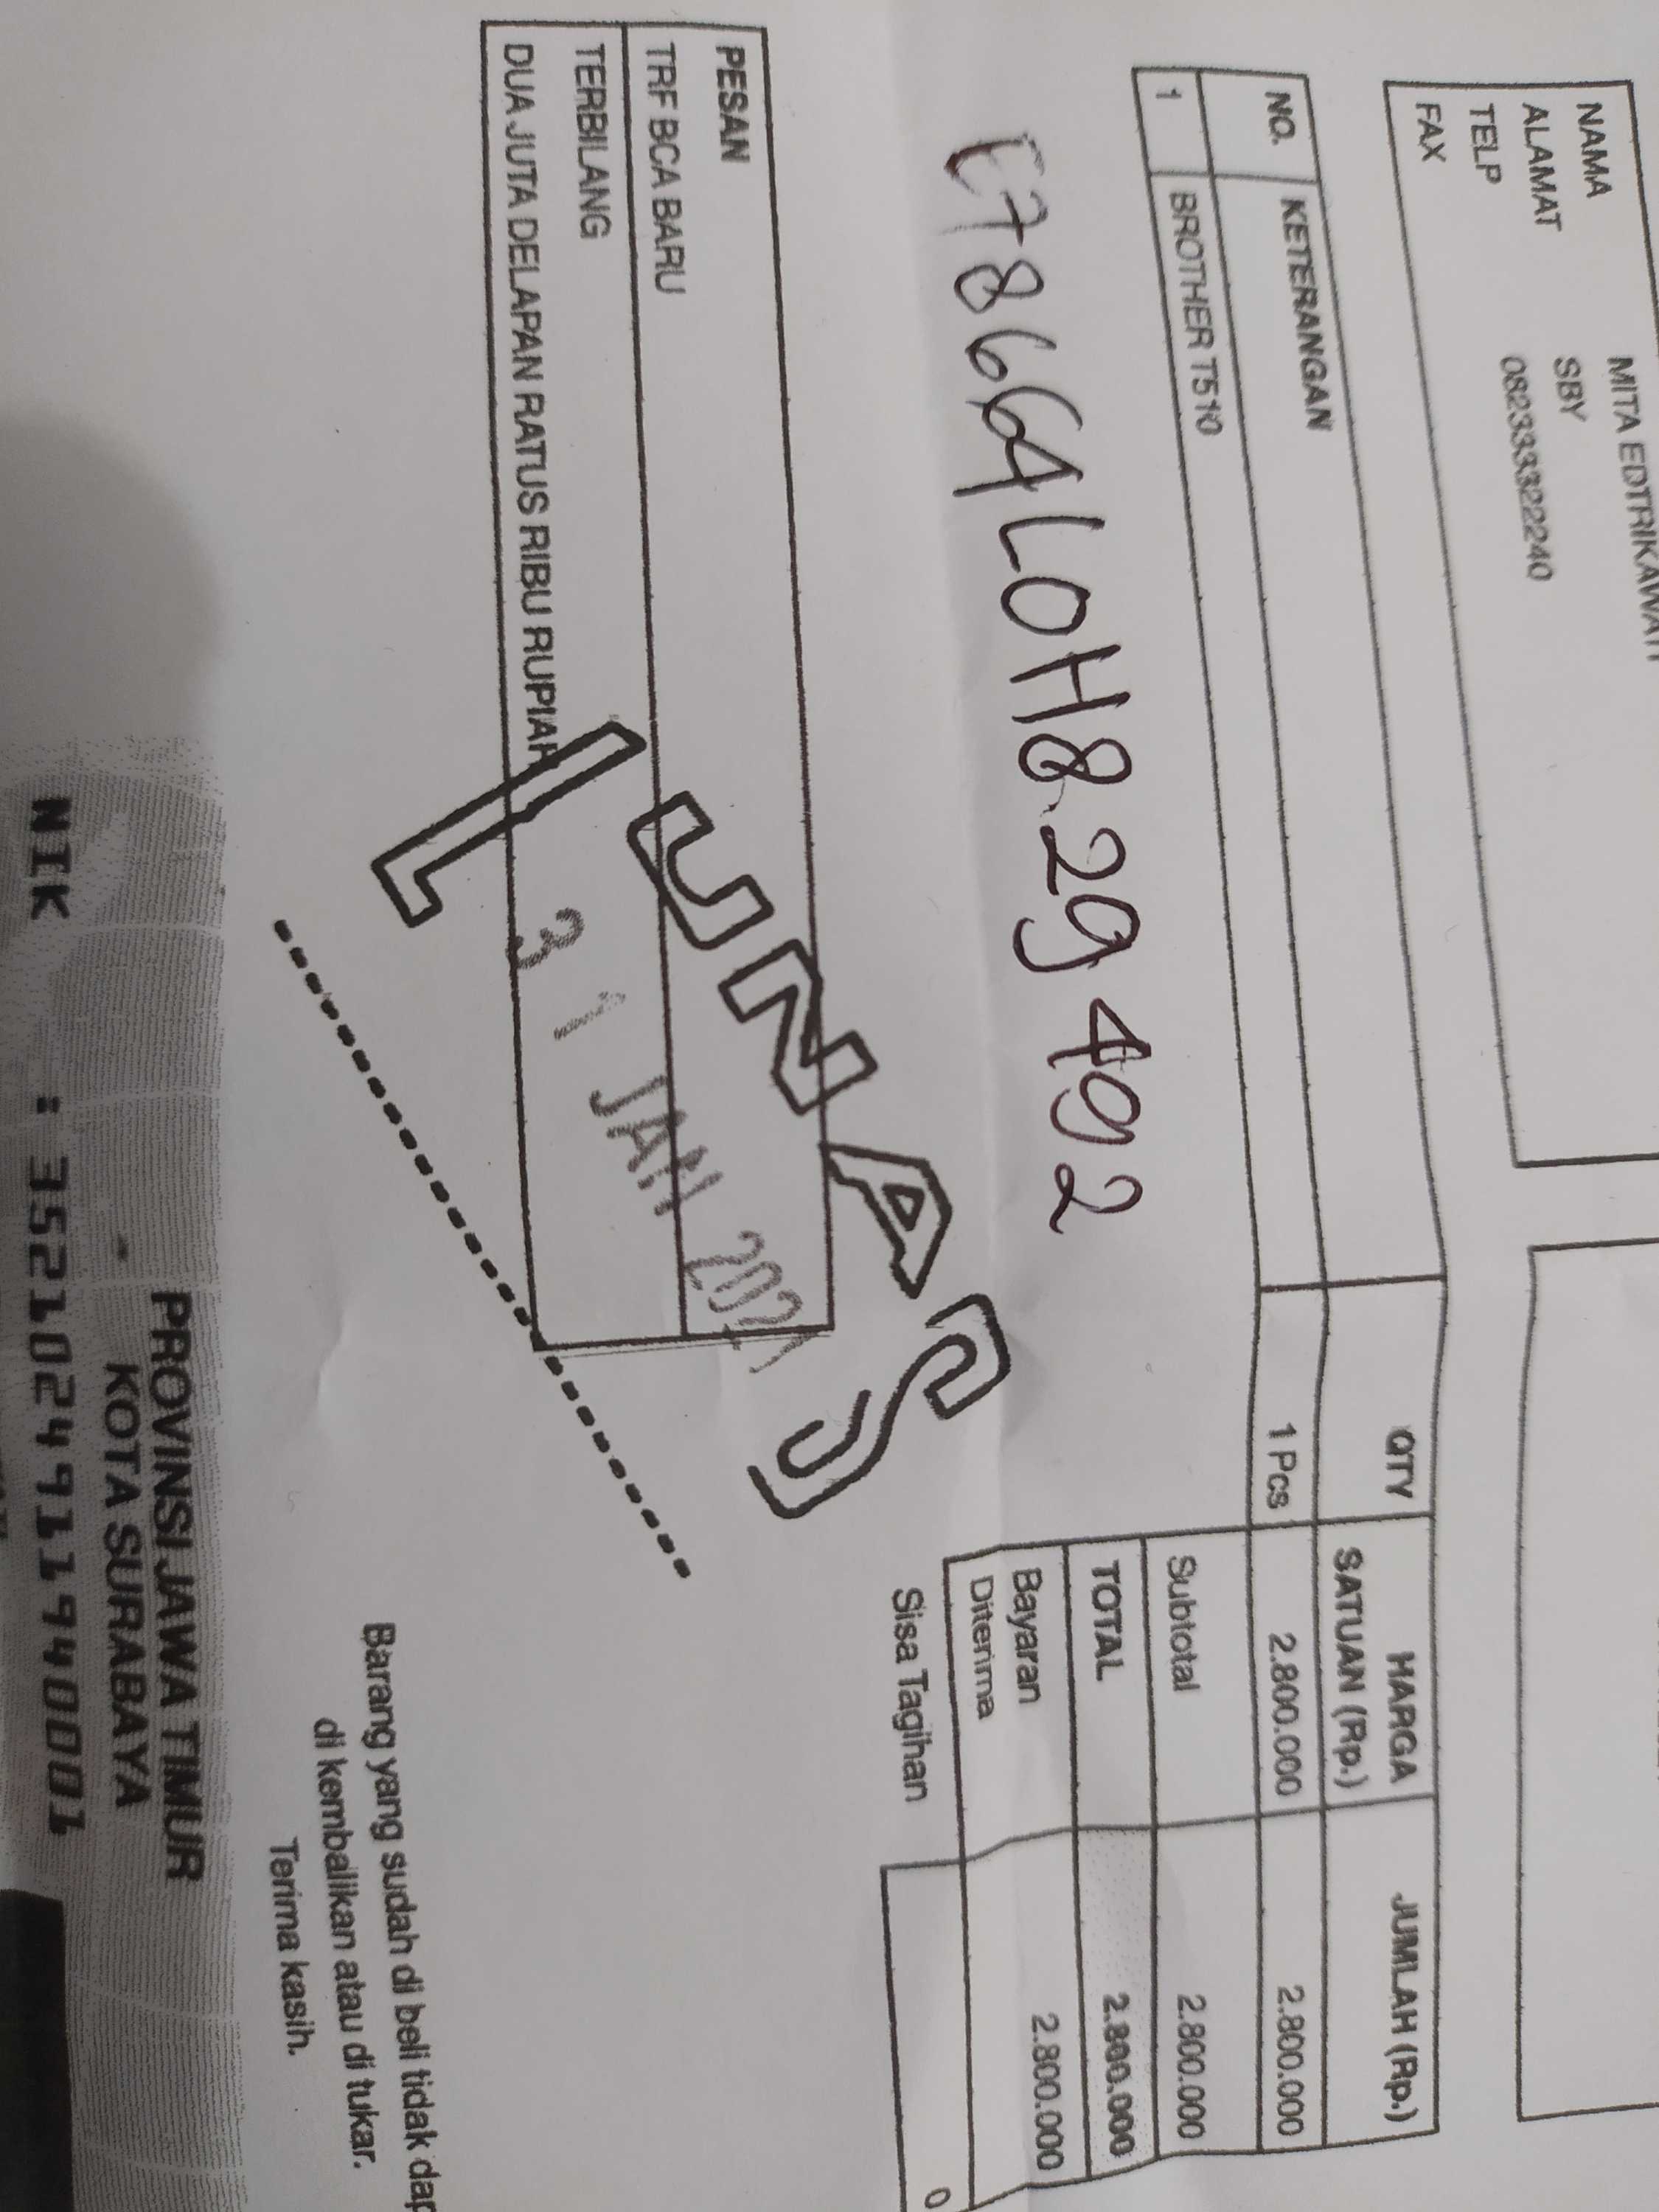 NAMA MITA EDTRIKAWATI
ALAMAT SBY
TELP 082333322240
FAX
NO. KETERANGAN QTY HARGA SATUAN (Rp.) JUMLAH (Rp.)
1 BROTHER T510 1 Pcs 2.800.000 2.800.000
Subtotal 2.800.000
TOTAL 2.800.000
Bayaran Diterima 2.800.000
Sisa Tagihan 0
E78664L0H829402
PESAN
TRF BCA BARU
TERBILANG
DUA JUTA DELAPAN RATUS RIBU RUPIAH
LUNAS
31 JAN 2021
Barang yang sudah di beli tidak dap
di kembalikan atau di tukar.
Terima kasih.
PROVINSI JAWA TIMUR
KOTA SURABAYA
NIK : 3521024911940001